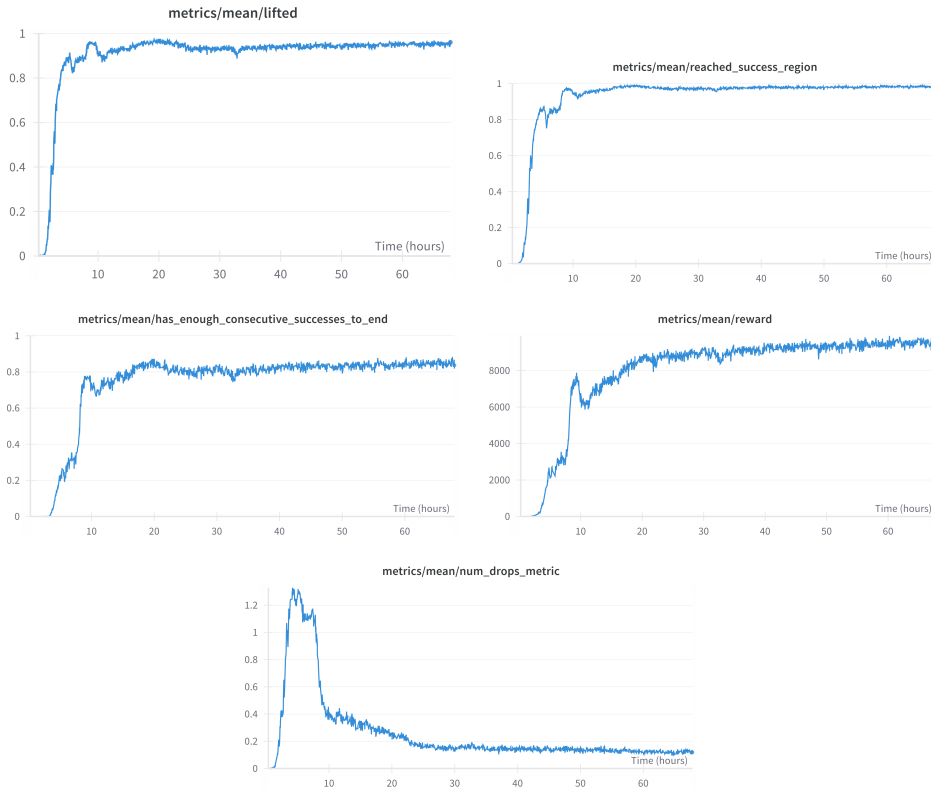 metrics/mean/lifted
1
0.8
0.6
0.4
0.2
0
Time (hours)
10 20 30 40 50 60
metrics/mean/reached_success_region
1
0.8
0.6
0.4
0.2
0
Time (hours)
10 20 30 40 50 60
metrics/mean/has_enough_consecutive_successes_to_end
1
0.8
0.6
0.4
0.2
0
Time (hours)
10 20 30 40 50 60
metrics/mean/reward
8000
6000
4000
2000
0
Time (hours)
10 20 30 40 50 60
metrics/mean/num_drops_metric
1.2
1
0.8
0.6
0.4
0.2
0
Time (hours)
10 20 30 40 50 60